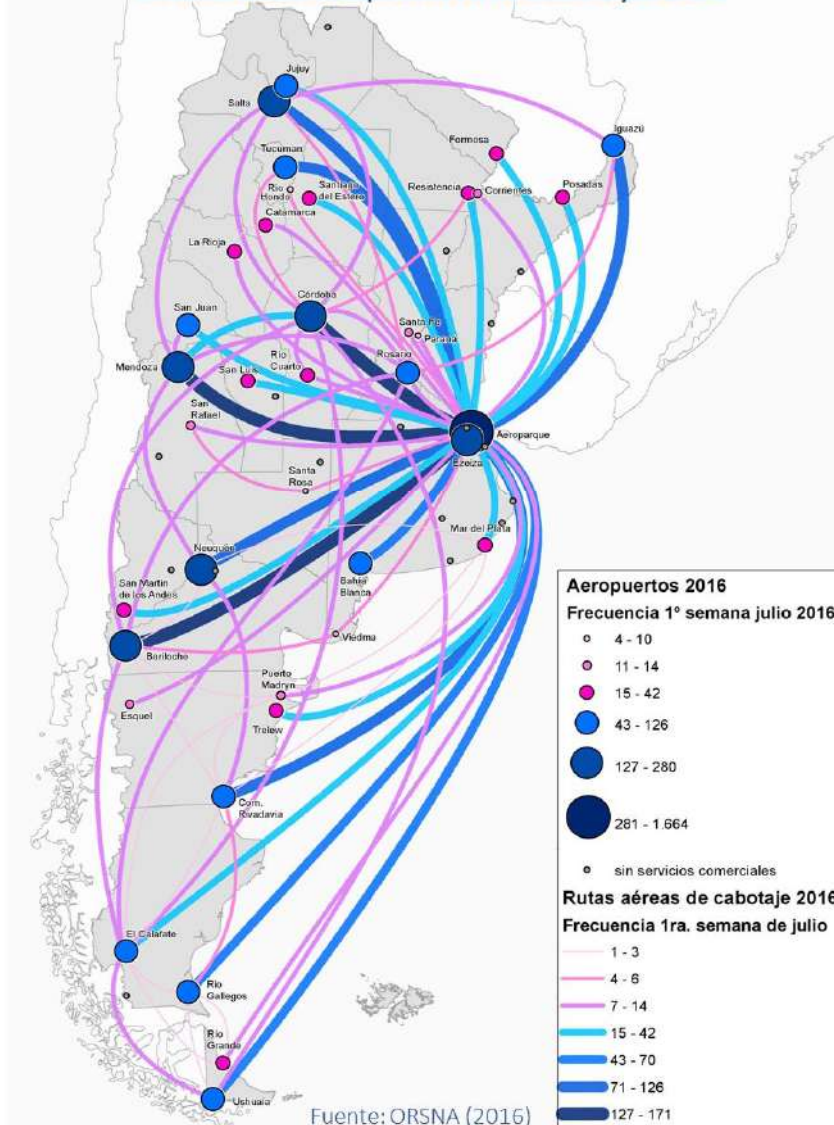 Jujuy
Salta
Tucuman
Rio
Hondo
Santiago
del Estero
Catamarca
La Rioja
Formosa
Iguazú
Resistencia
Corrientes
Posadas
Córdoba
San Juan
Santa Fe
Paraná
Mendoza
San Luis
Río
Cuarto
Rosario
San
Rafael
Aeroparque
Ezeiza
Santa
Rosa
Mar del Plata
Neuquén
Bahía
Blanca
San Martín
de los Andes
Viedma
Bariloche
Puerto
Madryn
Esquel
Trelew
Com.
Rivadavia
El Calafate
Río
Gallegos
Río
Grande
Ushuaia
Aeropuertos 2016
Frecuencia 1º semana julio 2016
4 - 10
11 - 14
15 - 42
43 - 126
127 - 280
281 - 1.664
sin servicios comerciales
Rutas aéreas de cabotaje 2016
Frecuencia 1ra. semana de julio
1 - 3
4 - 6
7 - 14
15 - 42
43 - 70
71 - 126
127 - 171
Fuente: ORSNA (2016)